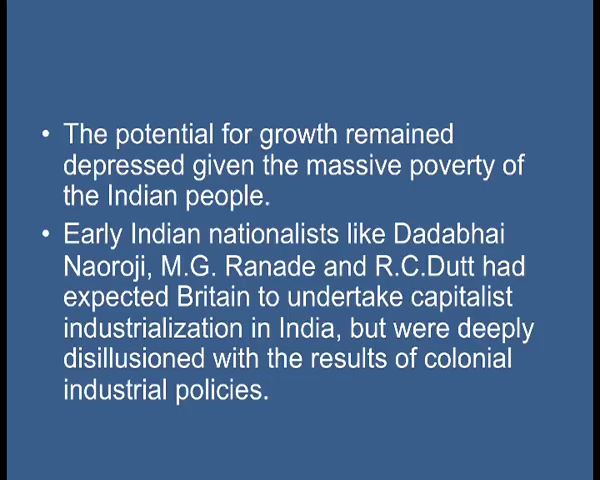 • The potential for growth remained
depressed given the massive poverty of
the Indian people.
• Early Indian nationalists like Dadabhai
Naoroji, M.G. Ranade and R.C.Dutt had
expected Britain to undertake capitalist
industrialization in India, but were deeply
disillusioned with the results of colonial
industrial policies.